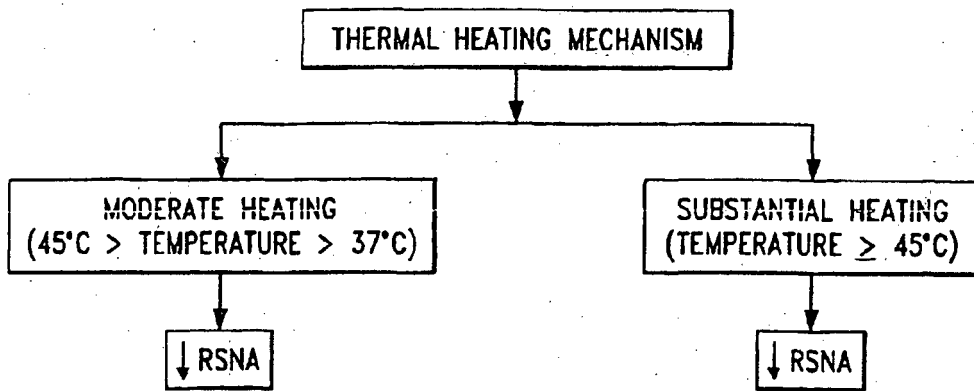 THERMAL HEATING MECHANISM
MODERATE HEATING
(45°C > TEMPERATURE > 37°C)
SUBSTANTIAL HEATING
(TEMPERATURE ≥ 45°C)
↓ RSNA
↓ RSNA